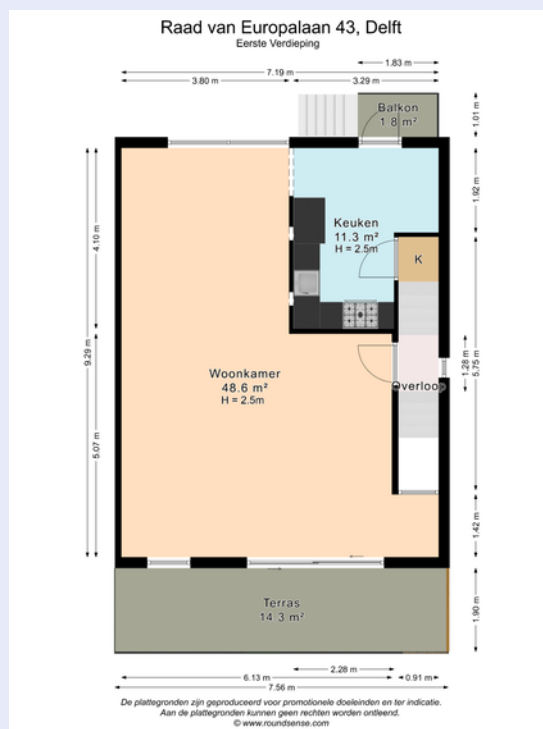 Raad van Europalaan 43, Delft
Eerste Verdieping
1.83 m
7.19 m
3.80 m
3.29 m
Balkon
1.8 m²
1.01 m
1.92 m
4.10 m
Keuken
11.3 m²
H = 2.5m
K
9.29 m
1.28 m
5.75 m
Woonkamer
48.6 m²
H = 2.5m
Overloop
5.07 m
1.42 m
Terras
14.3 m²
1.90 m
2.28 m
6.13 m
0.91 m
7.56 m
De plattegronden zijn geproduceerd voor promotionele doeleinden en ter indicatie.
Aan de plattegronden kunnen geen rechten worden ontleend.
© www.roundsense.com